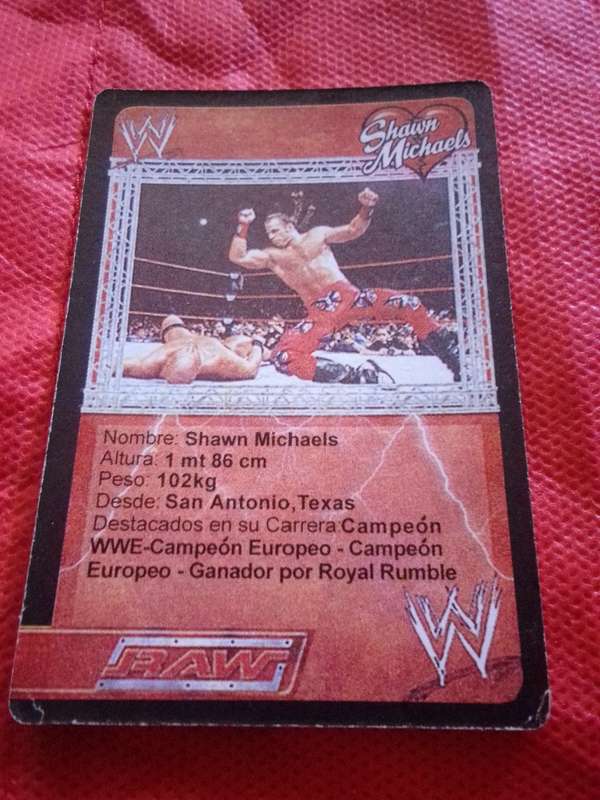 W
Shawn
Michaels
Nombre: Shawn Michaels
Altura: 1 mt 86 cm
Peso: 102kg
Desde: San Antonio,Texas
Destacados en su Carrera:Campeón
WWE-Campeón Europeo - Campeón
Europeo - Ganador por Royal Rumble
W
RAW